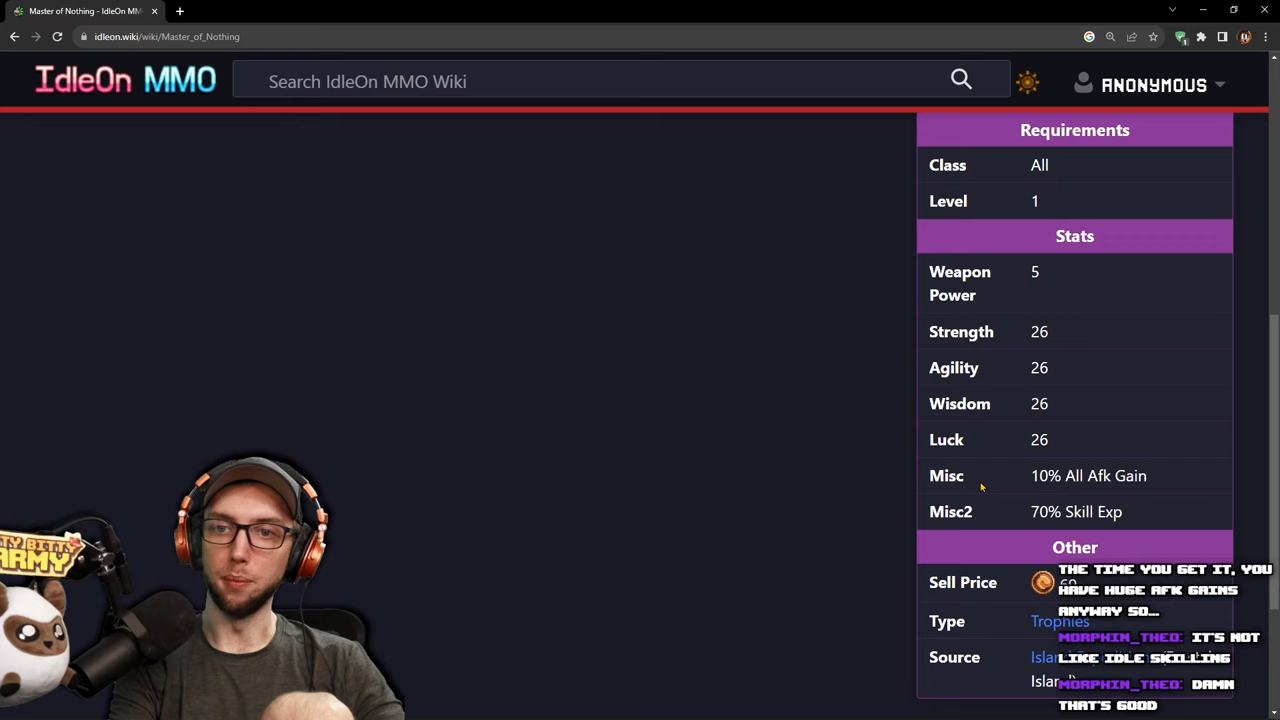 Master of Nothing - IdleOn MM
idleon.wiki/wiki/Master_of_Nothing
IdleOn MMO
Search IdleOn MMO Wiki
ANONYMOUS
Requirements
Class All
Level 1
Stats
Weapon Power 5
Strength 26
Agility 26
Wisdom 26
Luck 26
Misc 10% All Afk Gain
Misc2 70% Skill Exp
Other
Sell Price
Type Trophies
Source
THE TIME YOU GET IT, YOU
HAVE HUGE AFK GAINS
ANYWAY SO...
MORPHIN_THEO: IT'S NOT
LIKE IDLE SKILLING
MORPHIN_THEO: DAMN
THAT'S GOOD
TY BITTY
ARMY